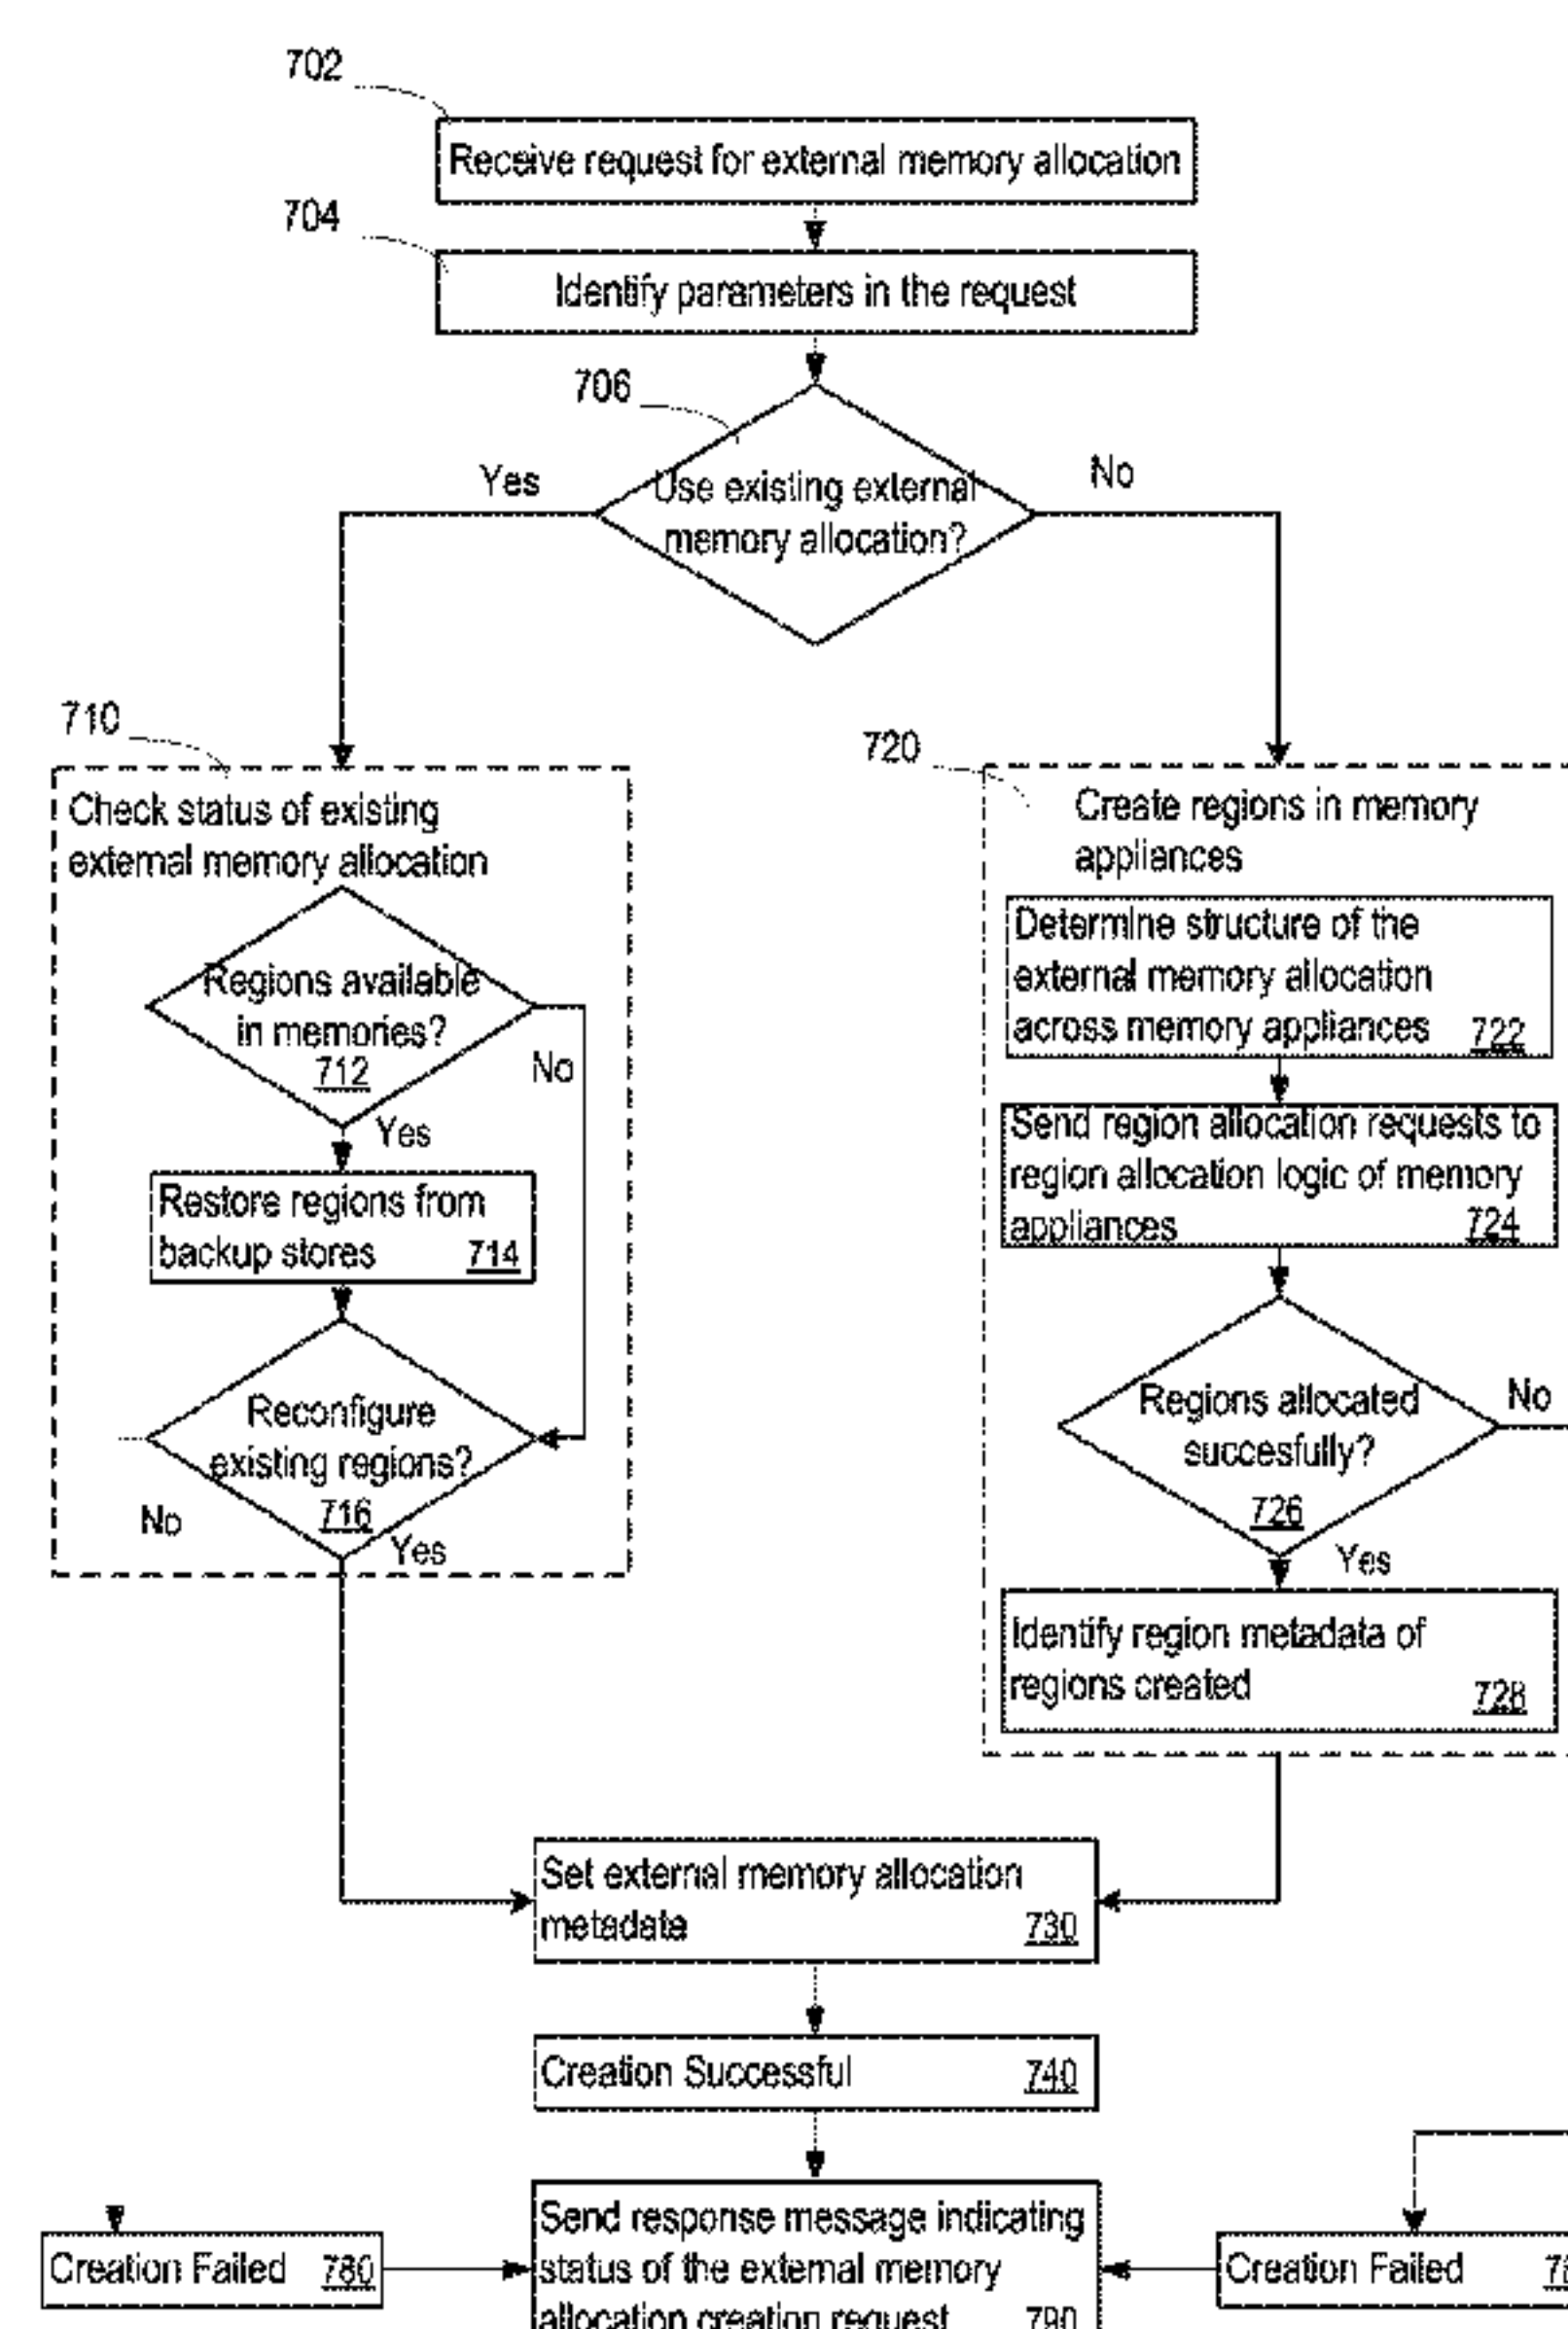 702
Receive request for external memory allocation
704
Identify parameters in the request
706
Yes
No
Use existing external
memory allocation?
710
720
Check status of existing
external memory allocation
Regions available
in memories?
712
No
Yes
Restore regions from
backup stores 714
Reconfigure
existing regions?
716
No
Yes
Create regions in memory
appliances
Determine structure of the
external memory allocation
across memory appliances 722
Send region allocation requests to
region allocation logic of memory
appliances 724
Regions allocated
succesfully?
No
726
Yes
Identify region metadata of
regions created 728
Set external memory allocation
metadata 730
Creation Successful 740
Send response message indicating
status of the external memory
allocation creation request 790
Creation Failed 780
Creation Failed